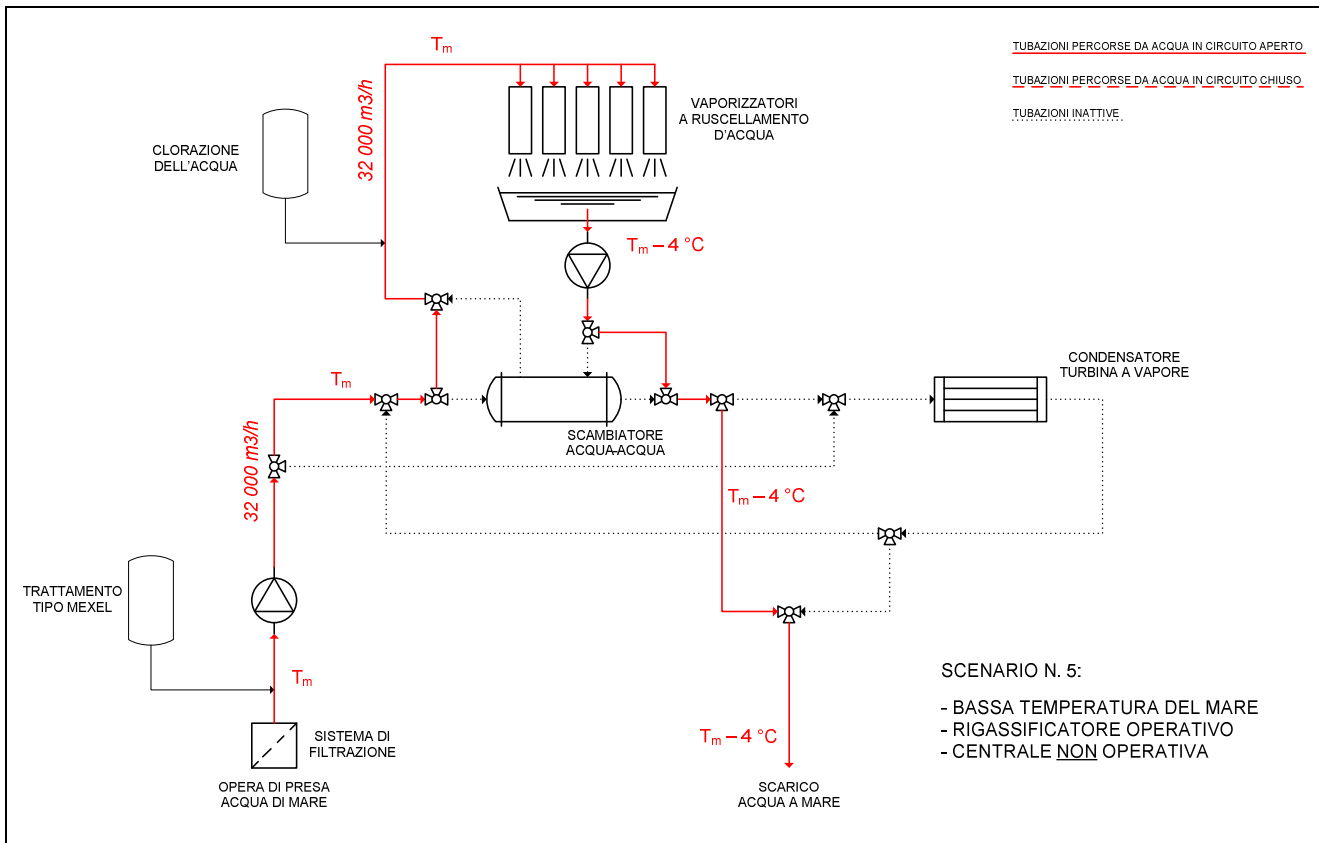 Tm
TUBAZIONI PERCORSE DA ACQUA IN CIRCUITO APERTO
TUBAZIONI PERCORSE DA ACQUA IN CIRCUITO CHIUSO
TUBAZIONI INATTIVE
VAPORIZZATORI
A RUSCELLAMENTO
D'ACQUA
32 000 m3/h
CLORAZIONE
DELL'ACQUA
Tm – 4 °C
CONDENSATORE
TURBINA A VAPORE
Tm
SCAMBIATORE
ACQUA-ACQUA
32 000 m3/h
Tm – 4 °C
TRATTAMENTO
TIPO MEXEL
Tm
SISTEMA DI
FILTRAZIONE
OPERA DI PRESA
ACQUA DI MARE
Tm – 4 °C
SCARICO
ACQUA A MARE
SCENARIO N. 5:
- BASSA TEMPERATURA DEL MARE
- RIGASSIFICATORE OPERATIVO
- CENTRALE NON OPERATIVA